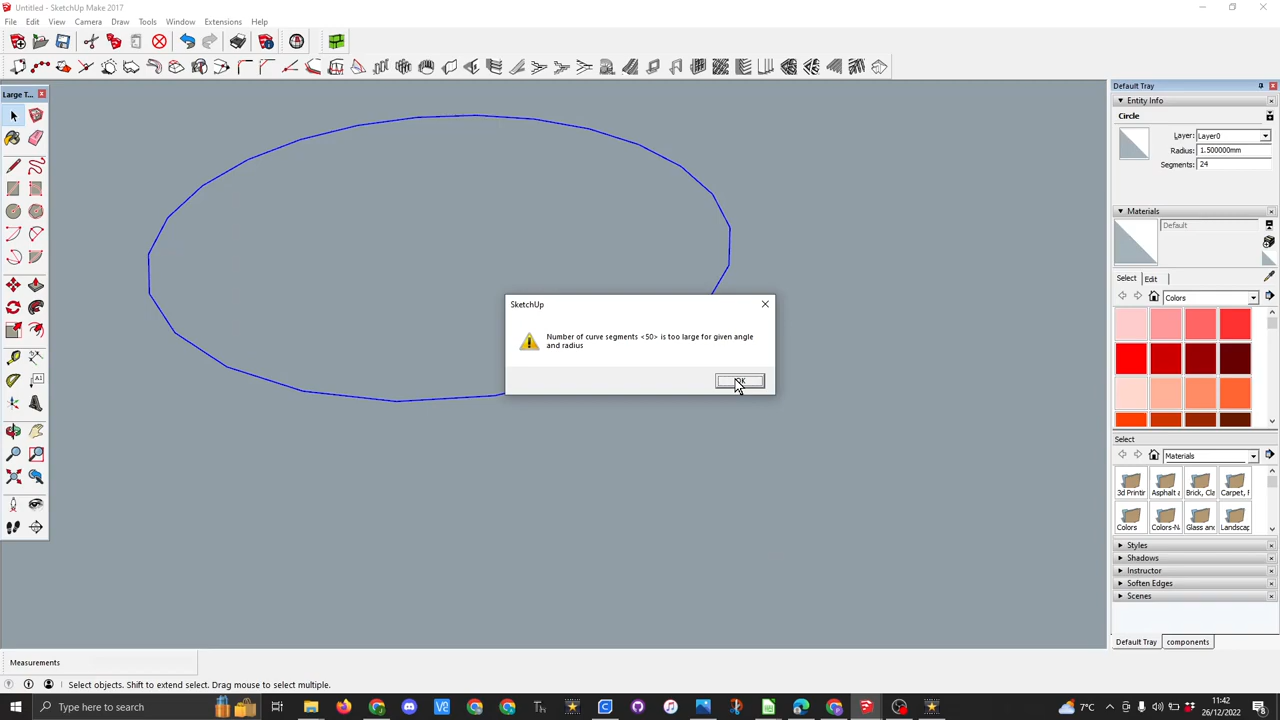 Untitled - SketchUp Make 2017
File Edit View Camera Draw Tools Window Extensions Help
Large T...
Default Tray
Entity Info
Circle
Layer: Layer0
Radius: 1.500000mm
Segments: 24
Materials
Default
Select Edit
Colors
SketchUp
Number of curve segments <50> is too large for given angle
and radius
Select
Materials
3d Printir Asphalt a Brick, Cla Carpet, F
Colors Colors-N Glass and Landscap
Styles
Shadows
Instructor
Soften Edges
Scenes
Default Tray components
Measurements
Select objects. Shift to extend select. Drag mouse to select multiple.
Type here to search
7°C
11:42
26/12/2022